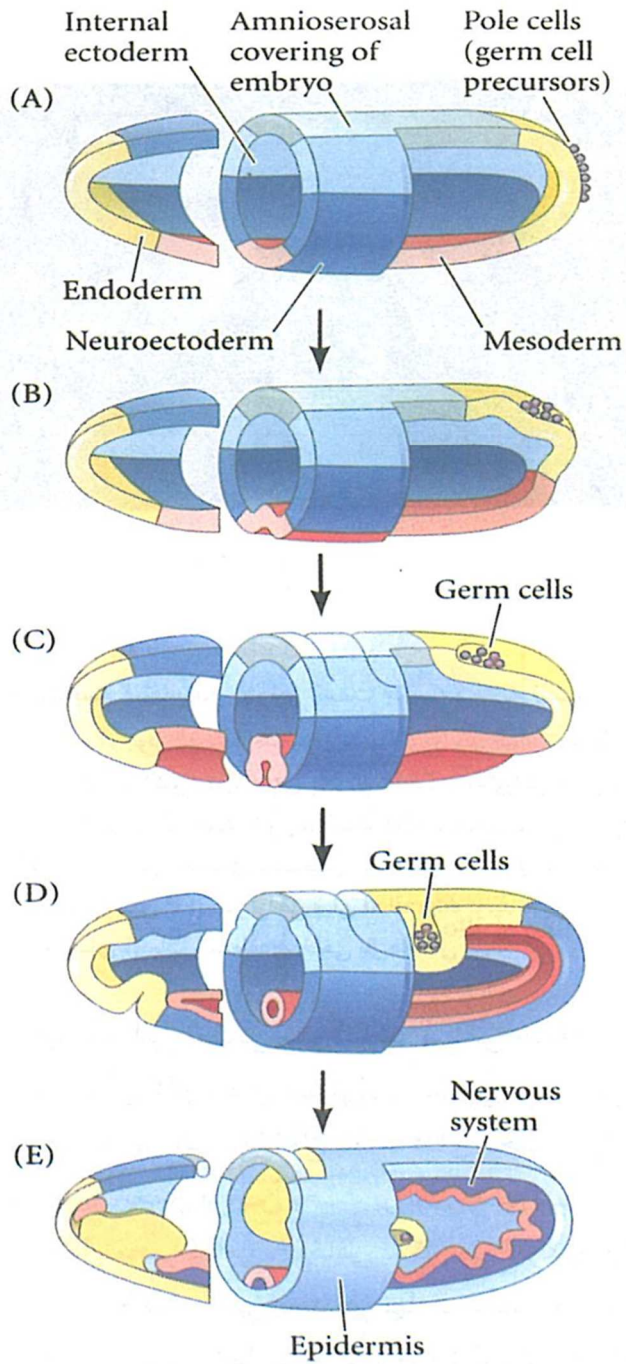 Internal
ectoderm
Amnioserosal
covering of
embryo
Pole cells
(germ cell
precursors)
(A)
Endoderm
Neuroectoderm
Mesoderm
(B)
Germ cells
(C)
Germ cells
(D)
Nervous
system
(E)
Epidermis